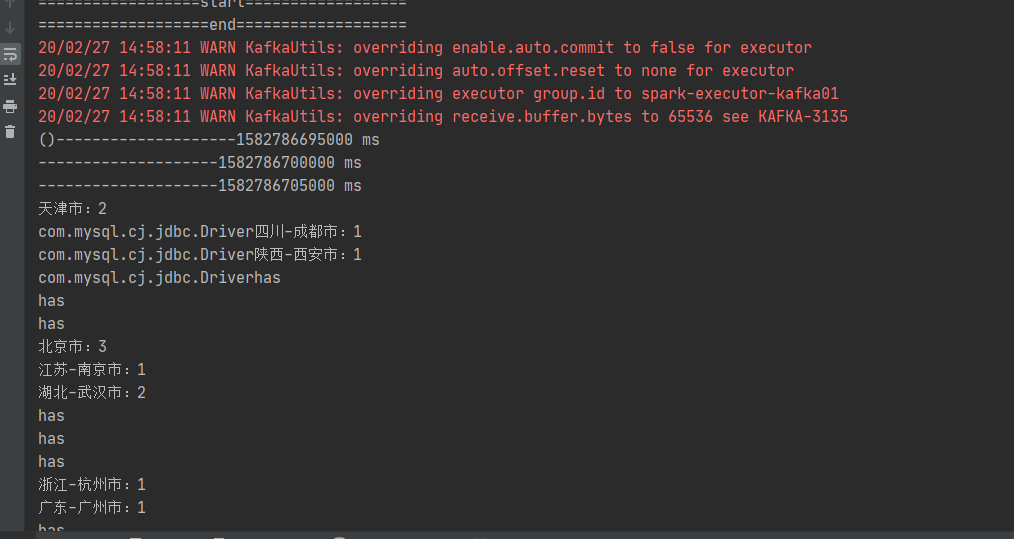 ==================start==================
===================end===================
20/02/27 14:58:11 WARN KafkaUtils: overriding enable.auto.commit to false for executor
20/02/27 14:58:11 WARN KafkaUtils: overriding auto.offset.reset to none for executor
20/02/27 14:58:11 WARN KafkaUtils: overriding executor group.id to spark-executor-kafka01
20/02/27 14:58:11 WARN KafkaUtils: overriding receive.buffer.bytes to 65536 see KAFKA-3135
()--------------------1582786695000 ms
--------------------1582786700000 ms
--------------------1582786705000 ms
天津市：2
com.mysql.cj.jdbc.Driver四川-成都市：1
com.mysql.cj.jdbc.Driver陕西-西安市：1
com.mysql.cj.jdbc.Driverhas
has
has
北京市：3
江苏-南京市：1
湖北-武汉市：2
has
has
has
浙江-杭州市：1
广东-广州市：1
has